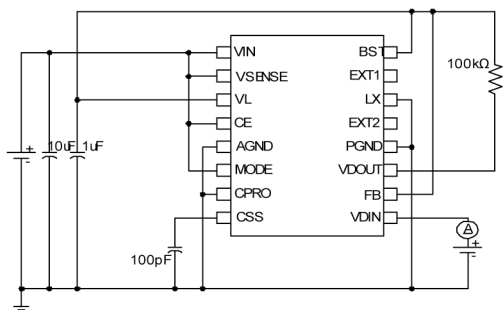 VIN
BST
VSENSE
EXT1
100kΩ
VL
LX
CE
EXT2
+
10uF
1uF
AGND
PGND
MODE
VDOUT
CPRO
FB
CSS
VDIN
A
+
100pF
-